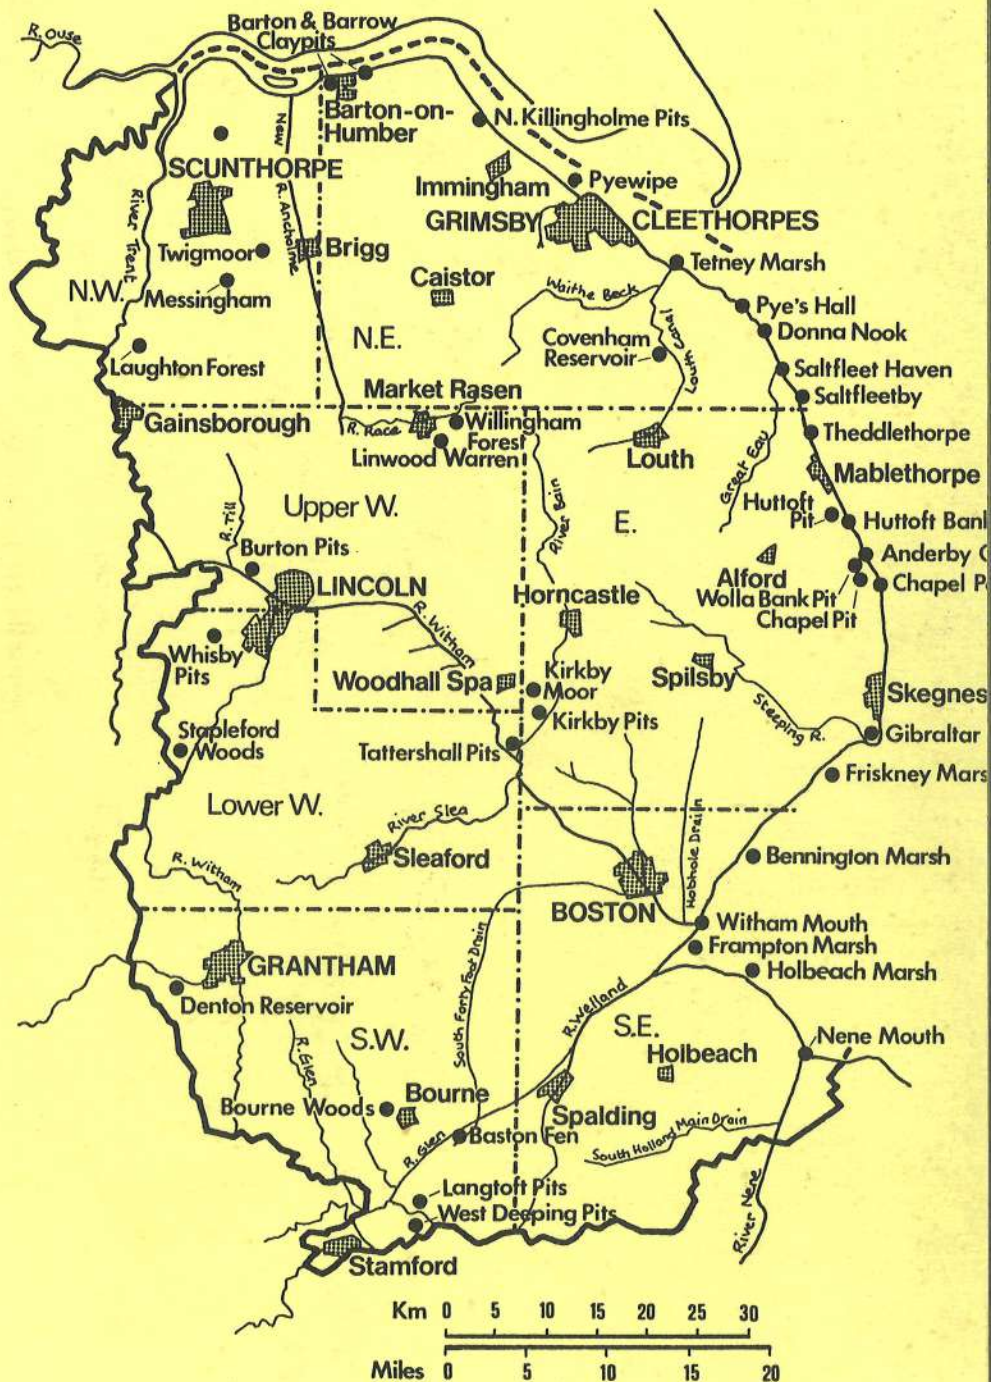 R. Ouse
Barton & Barrow
Claypits
Barton-on-
Humber
N. Killingholme Pits
SCUNTHORPE
New
R. Ancholme
Immingham
Pyewipe
GRIMSBY
CLEETHORPES
River Trent
Twigmoor
Brigg
Tetney Marsh
N.W.
Messingham
Caistor
Waithe Beck
Pye's Hall
Donna Nook
N.E.
Covenham
Reservoir
Louth Canal
Laughton Forest
Saltfleet Haven
Market Rasen
Saltfleetby
Gainsborough
R. Race
Willingham
Forest
Linwood Warren
Louth
Theddlethorpe
Great Eau
Mablethorpe
Upper W.
R. Till
River Bain
E.
Huttoft
Pit
Huttoft Bank
Burton Pits
Anderby C
LINCOLN
Alford
Wolla Bank Pit
Chapel P
Horncastle
Chapel Pit
R. Witham
Whisby
Pits
Woodhall Spa
Kirkby
Moor
Spilsby
Skegnes
Kirkby Pits
Steeping R.
Stapleford
Woods
Tattershall Pits
Gibraltar
Friskney Mars
Lower W.
River Slea
Hobhole Drain
Sleaford
Bennington Marsh
R. Witham
BOSTON
Witham Mouth
Frampton Marsh
GRANTHAM
Holbeach Marsh
Denton Reservoir
South Forty Foot Drain
R. Welland
S.E.
Nene Mouth
R. Glen
S.W.
Holbeach
Bourne Woods
Bourne
Spalding
R. Glen
Baston Fen
South Holland Main Drain
Langtoft Pits
West Deeping Pits
River Nene
Stamford
Km 0 5 10 15 20 25 30
Miles 0 5 10 15 20